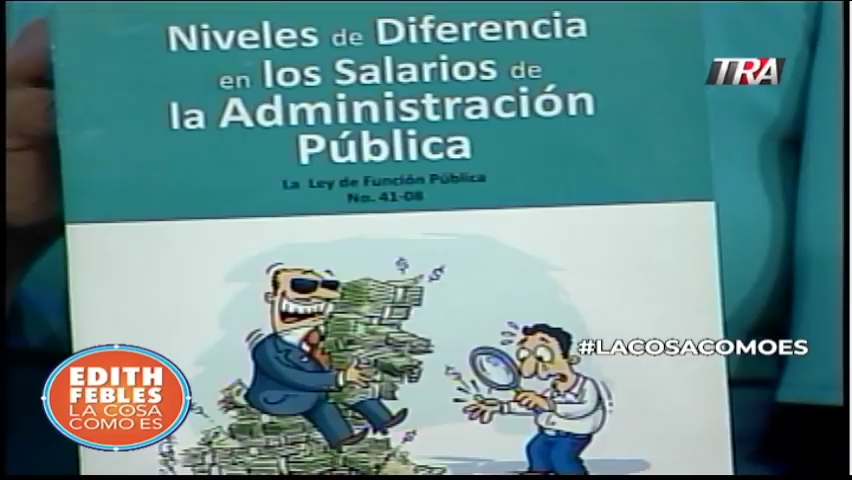 Niveles de Diferencia
en los Salarios de
la Administración
Pública
La Ley de Función Pública
No. 41-08
TRA
#LACOSACOMOES
EDITH
FEBLES
LA COSA
COMO ES
$
$
$